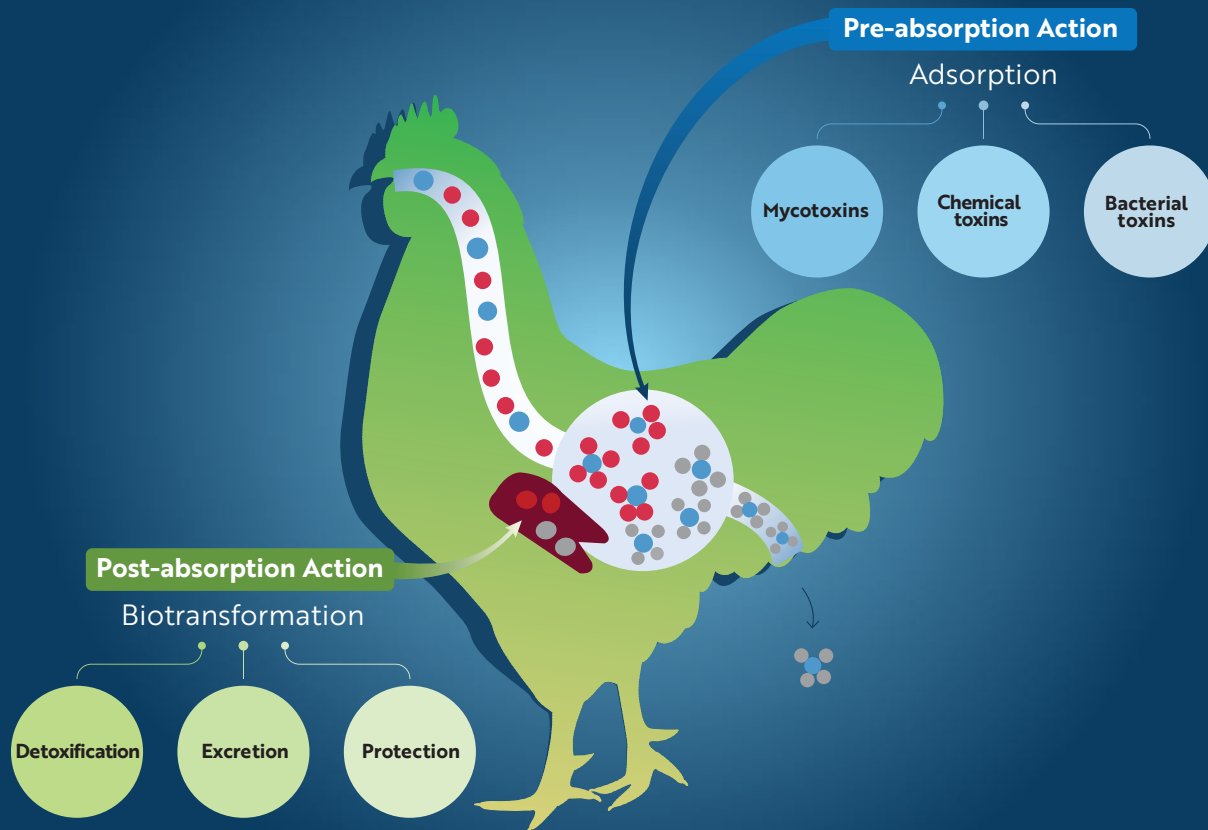 Pre-absorption Action
Adsorption
Mycotoxins
Chemical
toxins
Bacterial
toxins
Post-absorption Action
Biotransformation
Detoxification
Excretion
Protection